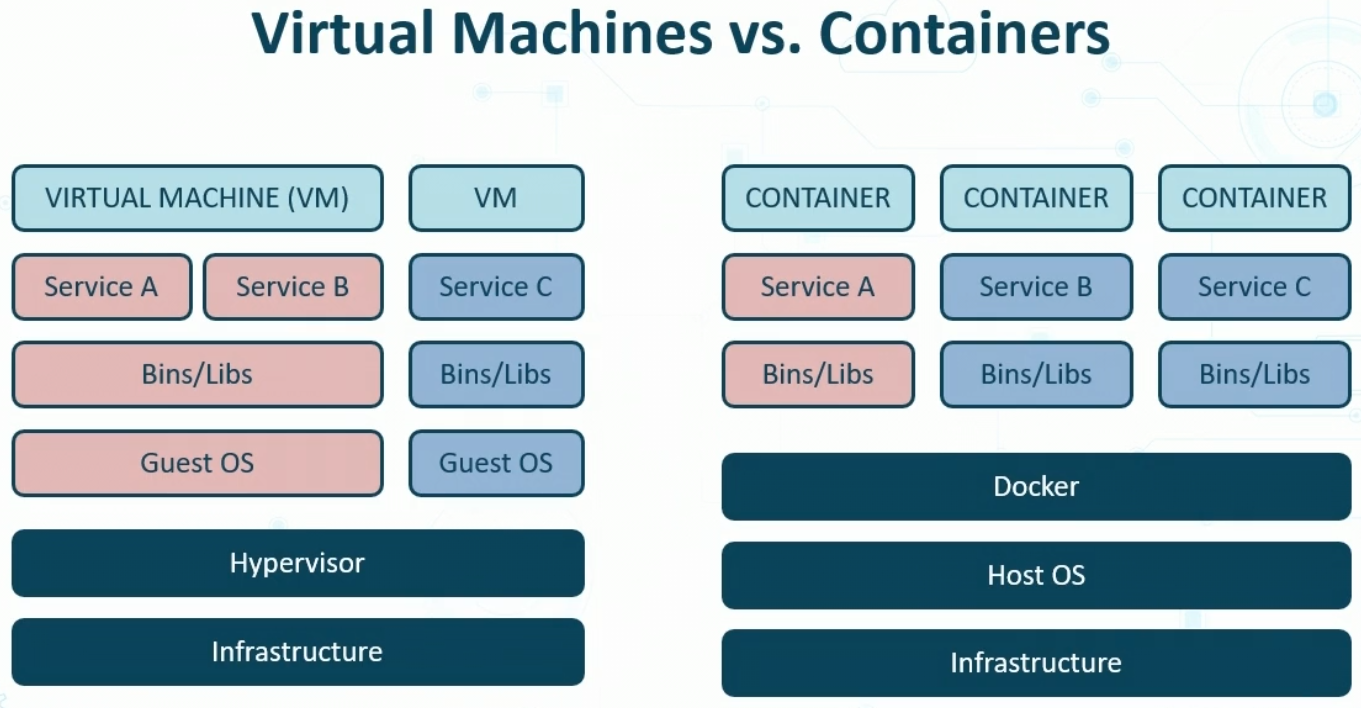 Virtual Machines vs. Containers
VIRTUAL MACHINE (VM)
VM
Service A
Service B
Service C
Bins/Libs
Bins/Libs
Guest OS
Guest OS
Hypervisor
Infrastructure
CONTAINER
CONTAINER
CONTAINER
Service A
Service B
Service C
Bins/Libs
Bins/Libs
Bins/Libs
Docker
Host OS
Infrastructure